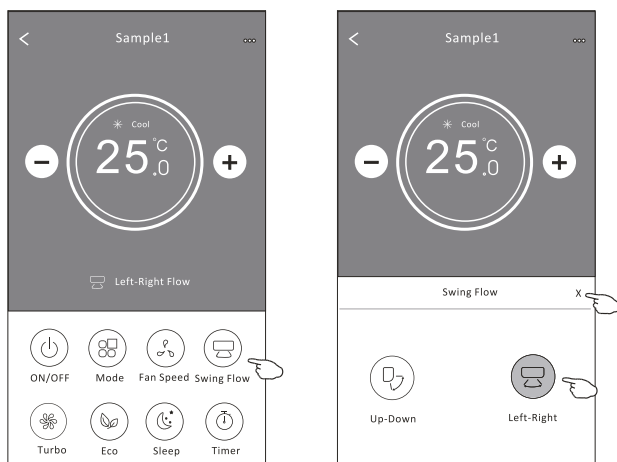 Sample1
Cool
25.0 °C
Left-Right Flow
ON/OFF Mode Fan Speed Swing Flow
Turbo Eco Sleep Timer
Sample1
Cool
25.0 °C
Swing Flow X
Up-Down Left-Right